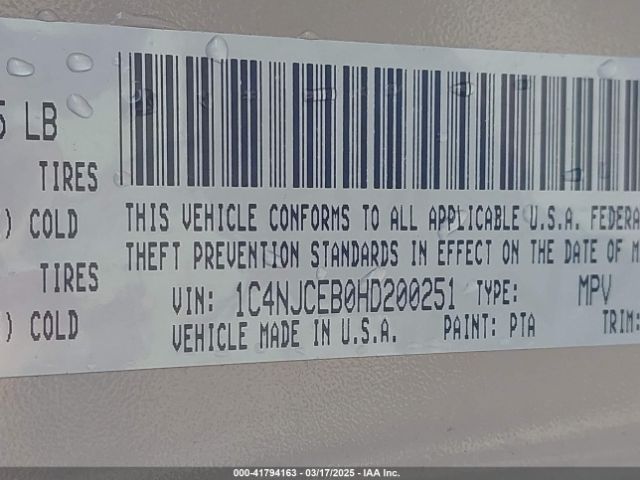 5 LB
TIRES
) COLD
TIRES
) COLD
THIS VEHICLE CONFORMS TO ALL APPLICABLE U.S.A. FEDERA
THEFT PREVENTION STANDARDS IN EFFECT ON THE DATE OF M
VIN: 1C4NJCEB0HD200251 TYPE: MPV
VEHICLE MADE IN U.S.A. PAINT: PTA TRIM:
000-41794163 - 03/17/2025 - IAA Inc.